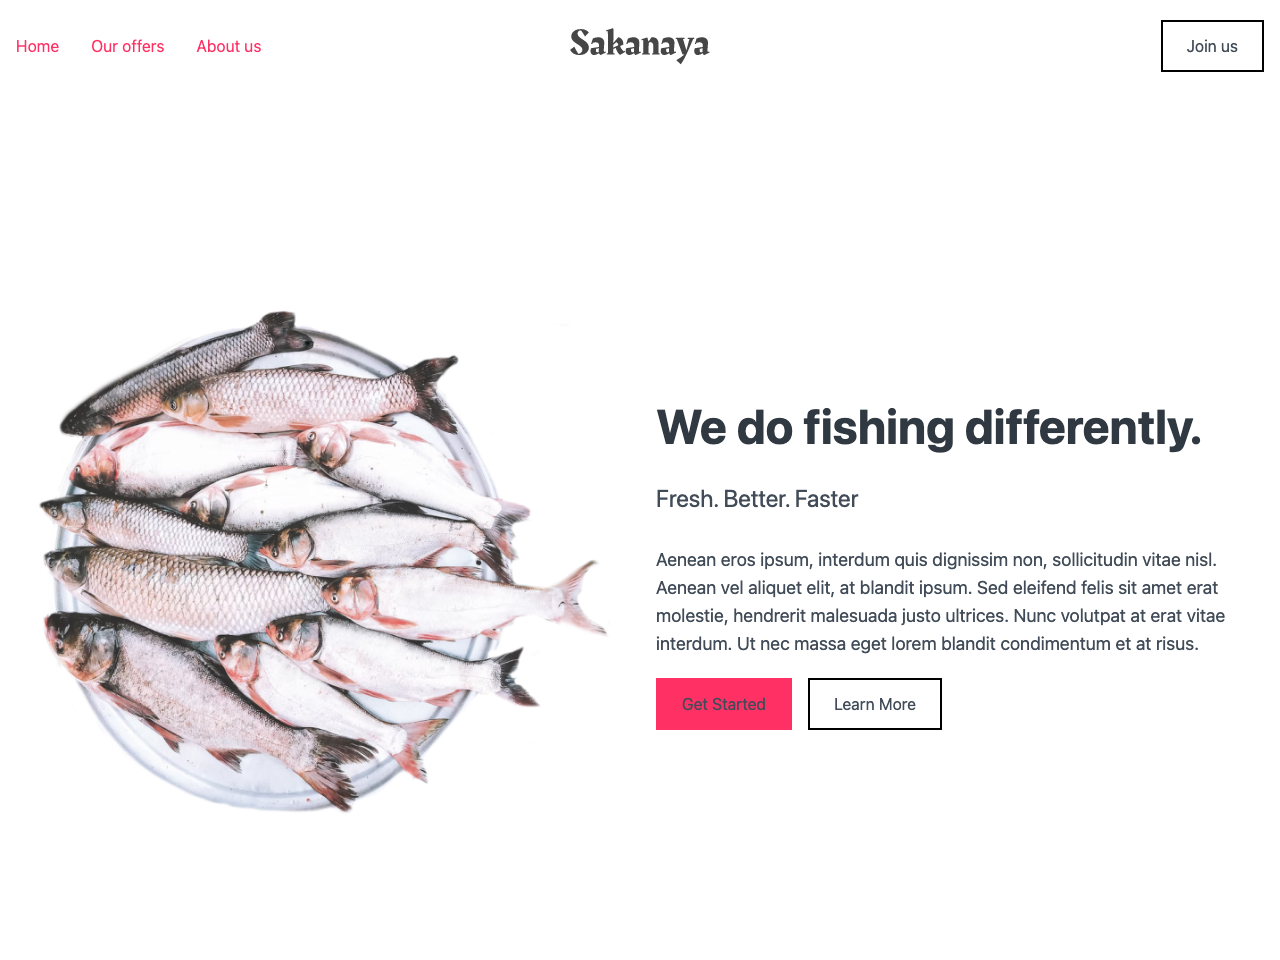 Home
Our offers
About us
Sakanaya
Join us
We do fishing differently.
Fresh. Better. Faster
Aenean eros ipsum, interdum quis dignissim non, sollicitudin vitae nisl.
Aenean vel aliquet elit, at blandit ipsum. Sed eleifend felis sit amet erat
molestie, hendrerit malesuada justo ultrices. Nunc volutpat at erat vitae
interdum. Ut nec massa eget lorem blandit condimentum et at risus.
Get Started
Learn More